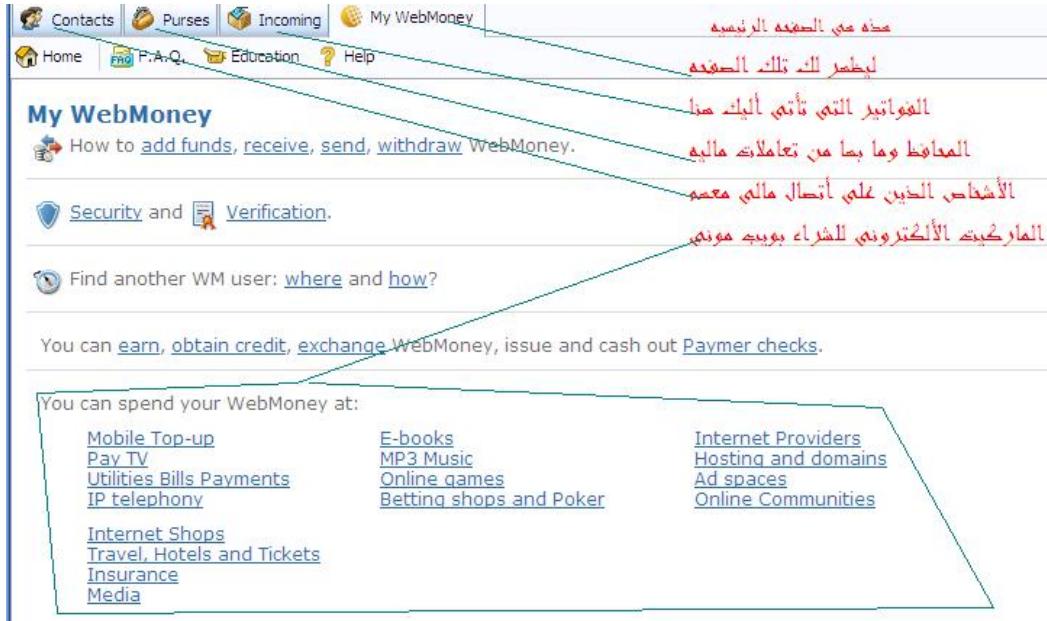 Contacts Purses Incoming My WebMoney
هذه هى الصفحه الرئيسيه
Home F.A.Q. Education Help
ليظهر لك تلك الصفحه
الفواتير التى تأتى أليك هنا
المحافظ وما بها من تعاملات ماليه
الأشخاص الذين على أتصال مالى معهم
الماركيت الألكترونى للشراء بويب مونى
My WebMoney
How to add funds, receive, send, withdraw WebMoney.
Security and Verification.
Find another WM user: where and how?
You can earn, obtain credit, exchange WebMoney, issue and cash out Paymer checks.
You can spend your WebMoney at:
Mobile Top-up E-books Internet Providers
Pay TV MP3 Music Hosting and domains
Utilities Bills Payments Online games Ad spaces
IP telephony Betting shops and Poker Online Communities
Internet Shops
Travel, Hotels and Tickets
Insurance
Media